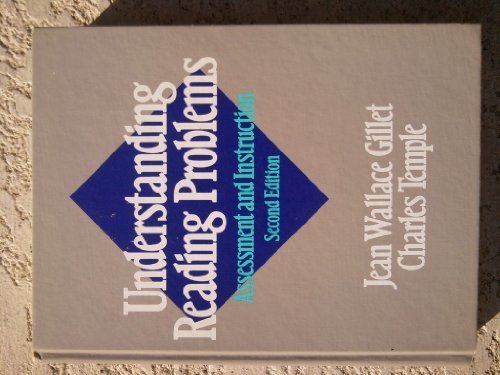 Understanding
Reading Problems
Assessment and Instruction
Second Edition
Jean Wallace Gillet
Charles Temple